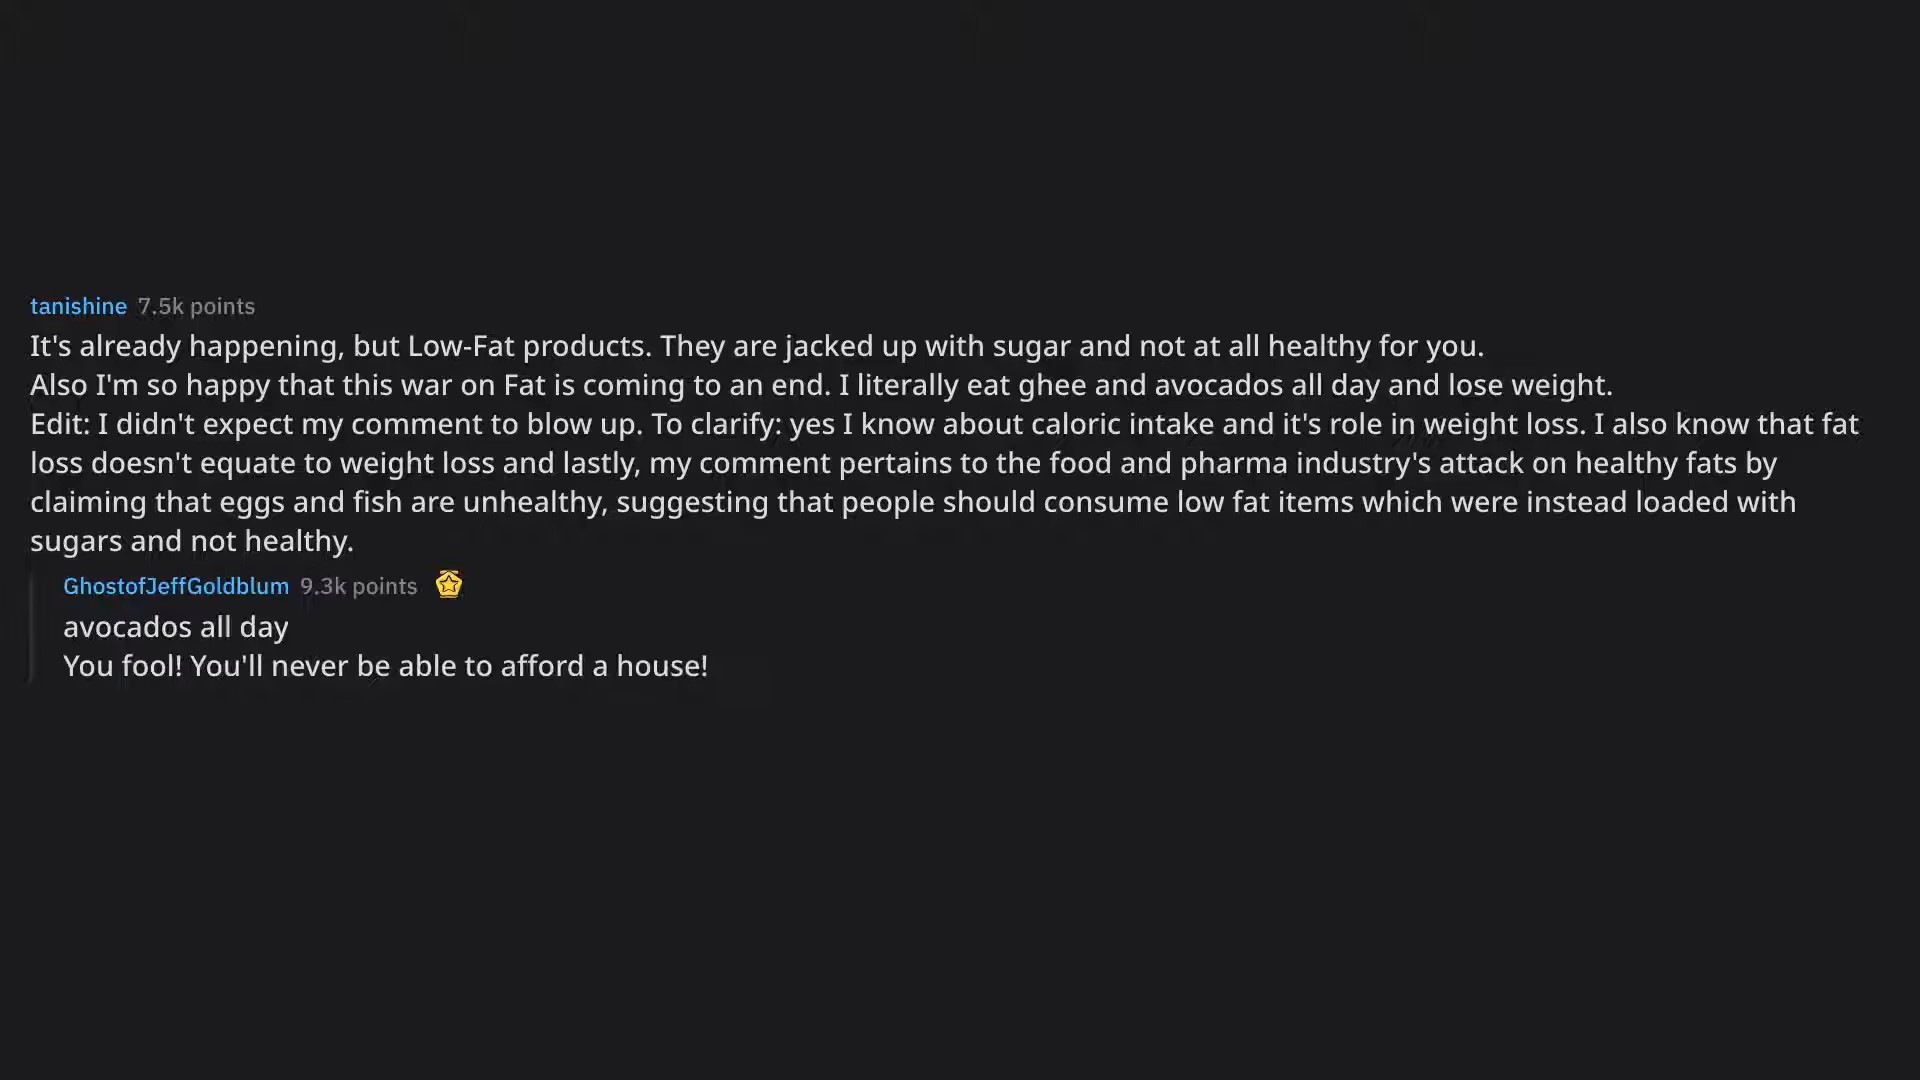 tanishine 7.5k points
It's already happening, but Low-Fat products. They are jacked up with sugar and not at all healthy for you.
Also I'm so happy that this war on Fat is coming to an end. I literally eat ghee and avocados all day and lose weight.
Edit: I didn't expect my comment to blow up. To clarify: yes I know about caloric intake and it's role in weight loss. I also know that fat
loss doesn't equate to weight loss and lastly, my comment pertains to the food and pharma industry's attack on healthy fats by
claiming that eggs and fish are unhealthy, suggesting that people should consume low fat items which were instead loaded with
sugars and not healthy.
GhostofJeffGoldblum 9.3k points
avocados all day
You fool! You'll never be able to afford a house!